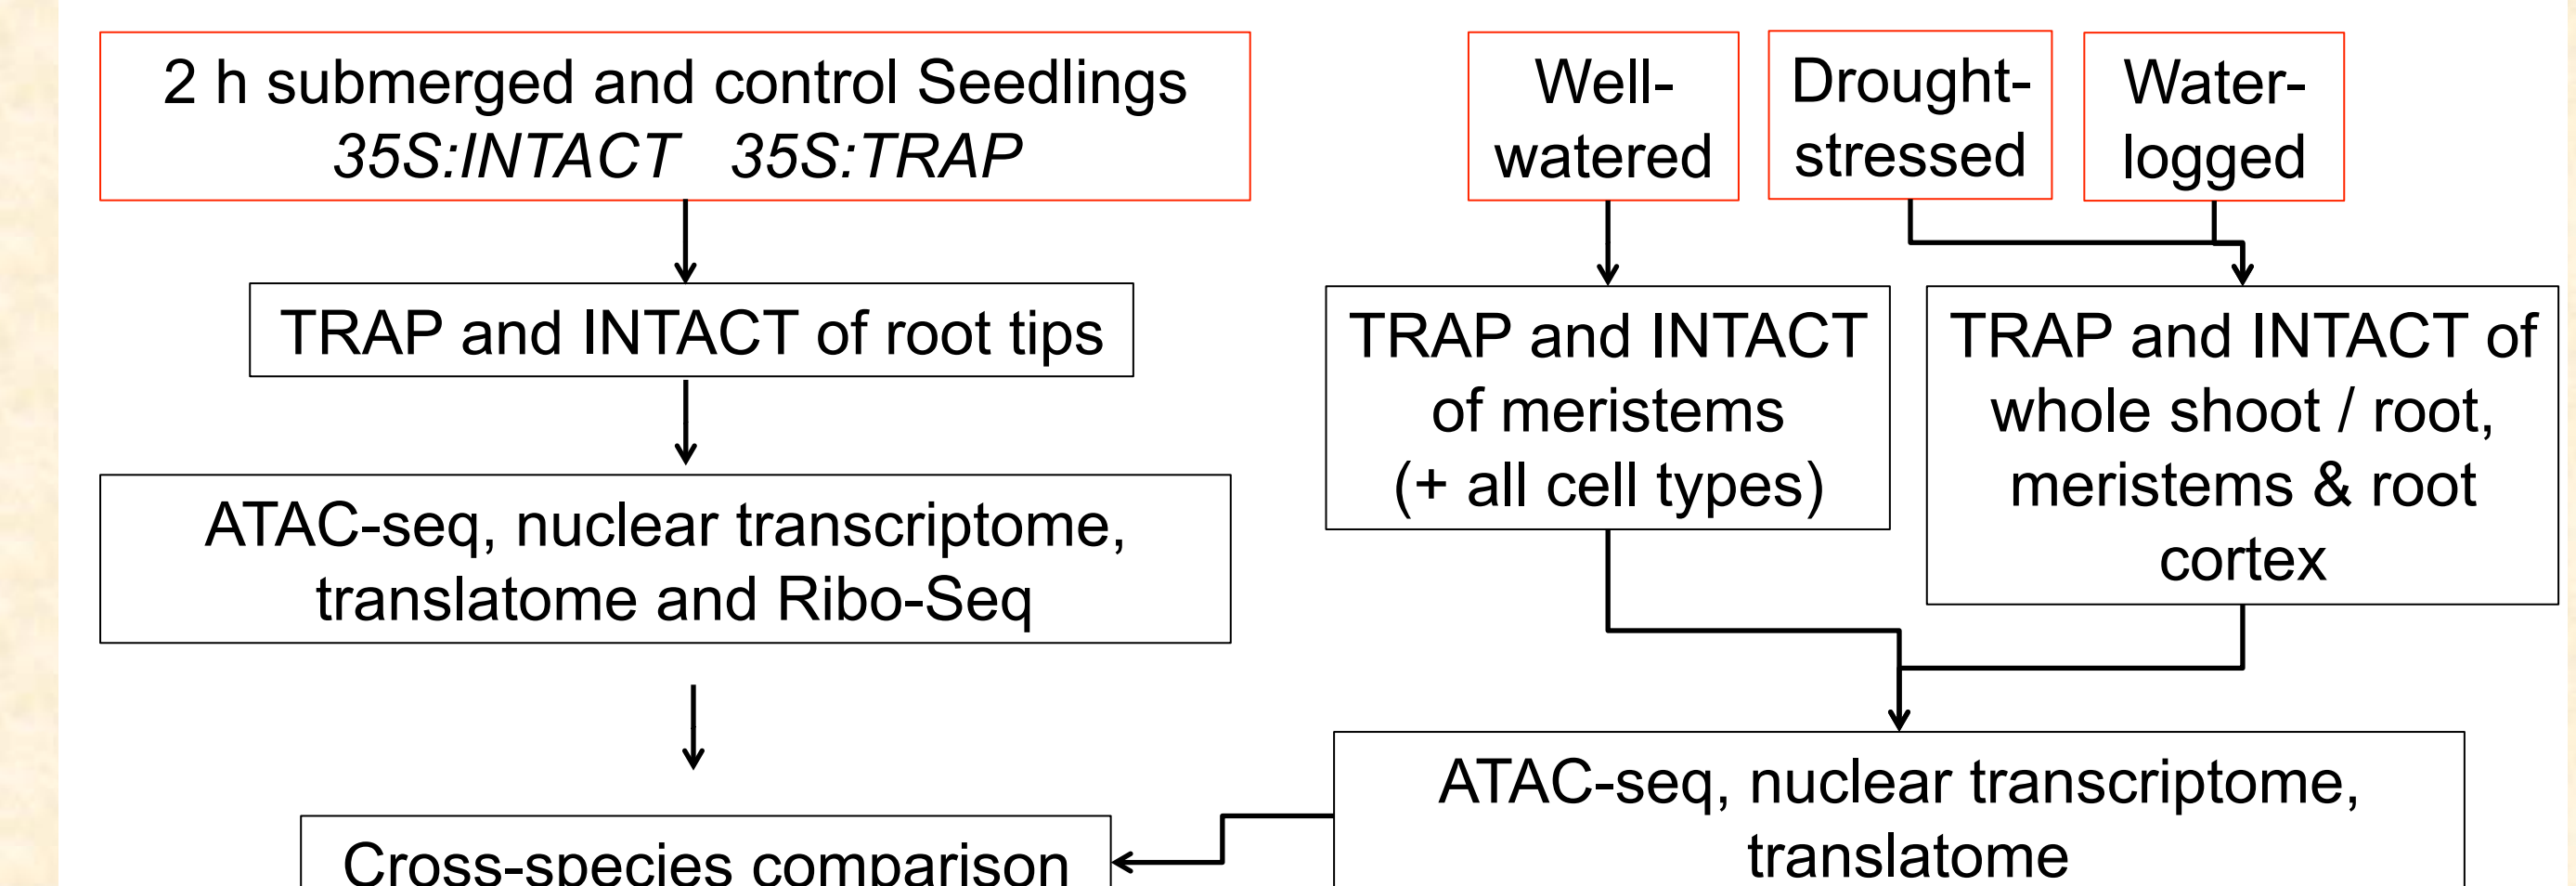 2 h submerged and control Seedlings
35S:INTACT 35S:TRAP
TRAP and INTACT of root tips
ATAC-seq, nuclear transcriptome,
translatome and Ribo-Seq
Cross-species comparison
Well-
watered
Drought-
stressed
Water-
logged
TRAP and INTACT
of meristems
(+ all cell types)
TRAP and INTACT of
whole shoot / root,
meristems & root
cortex
ATAC-seq, nuclear transcriptome,
translatome